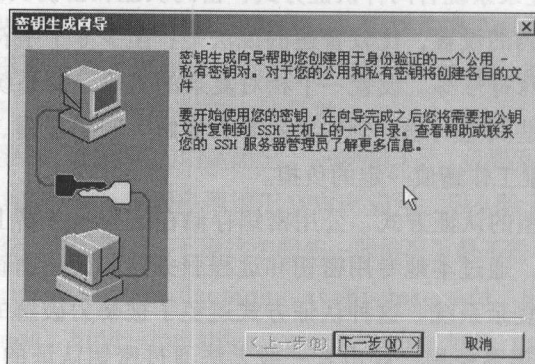 密钥生成向导
密钥生成向导帮助您创建用于身份验证的一个公用 -
私有密钥对。对于您的公用和私有密钥将创建各自的文
件
要开始使用您的密钥，在向导完成之后您将需要把公钥
文件复制到 SSH 主机上的一个目录。查看帮助或联系
您的 SSH 服务器管理员了解更多信息。
<上一步(B) 下一步(N) > 取消